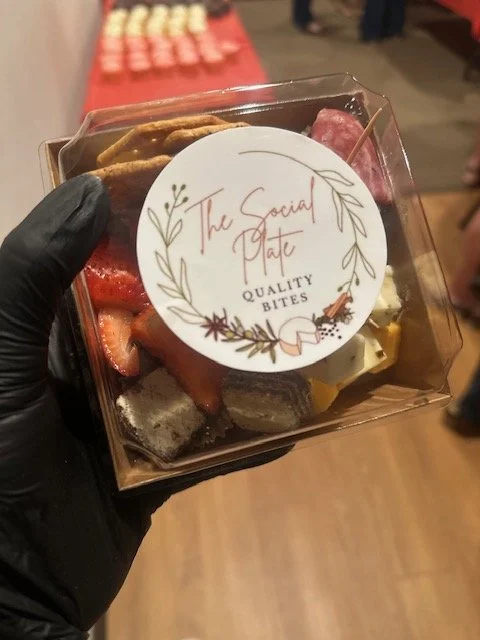 The Social
Plate
QUALITY
BITES